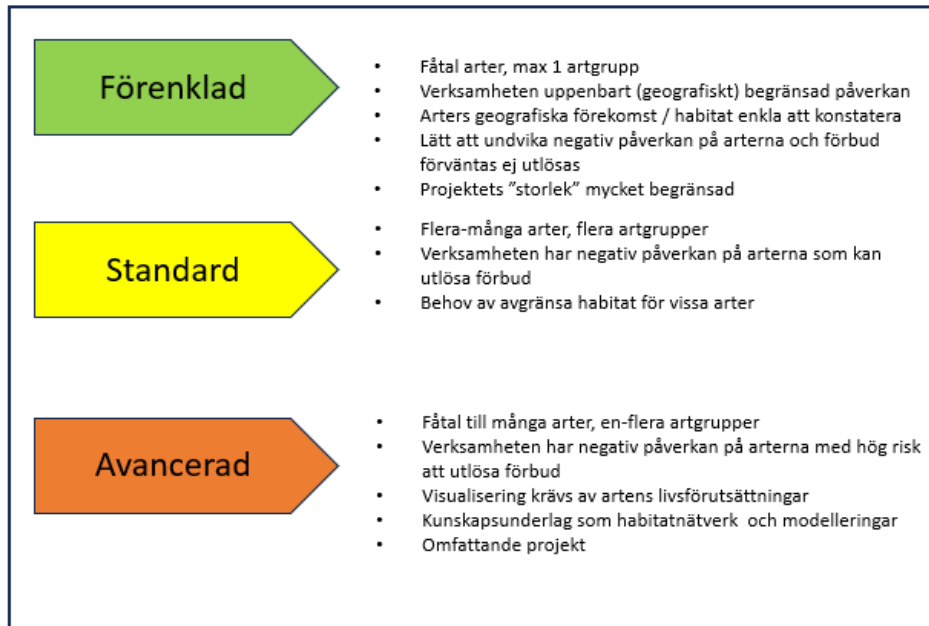 Förenklad
• Fåtal arter, max 1 artgrupp
• Verksamheten uppenbart (geografiskt) begränsad påverkan
• Arters geografiska förekomst / habitat enkla att konstatera
• Lätt att undvika negativ påverkan på arterna och förbud
förväntas ej utlösas
• Projektets ”storlek” mycket begränsad
Standard
• Flera-många arter, flera artgrupper
• Verksamheten har negativ påverkan på arterna som kan
utlösa förbud
• Behov av avgränsa habitat för vissa arter
Avancerad
• Fåtal till många arter, en-flera artgrupper
• Verksamheten har negativ påverkan på arterna med hög risk
att utlösa förbud
• Visualisering krävs av artens livsförutsättningar
• Kunskapsunderlag som habitatnätverk och modelleringar
• Omfattande projekt